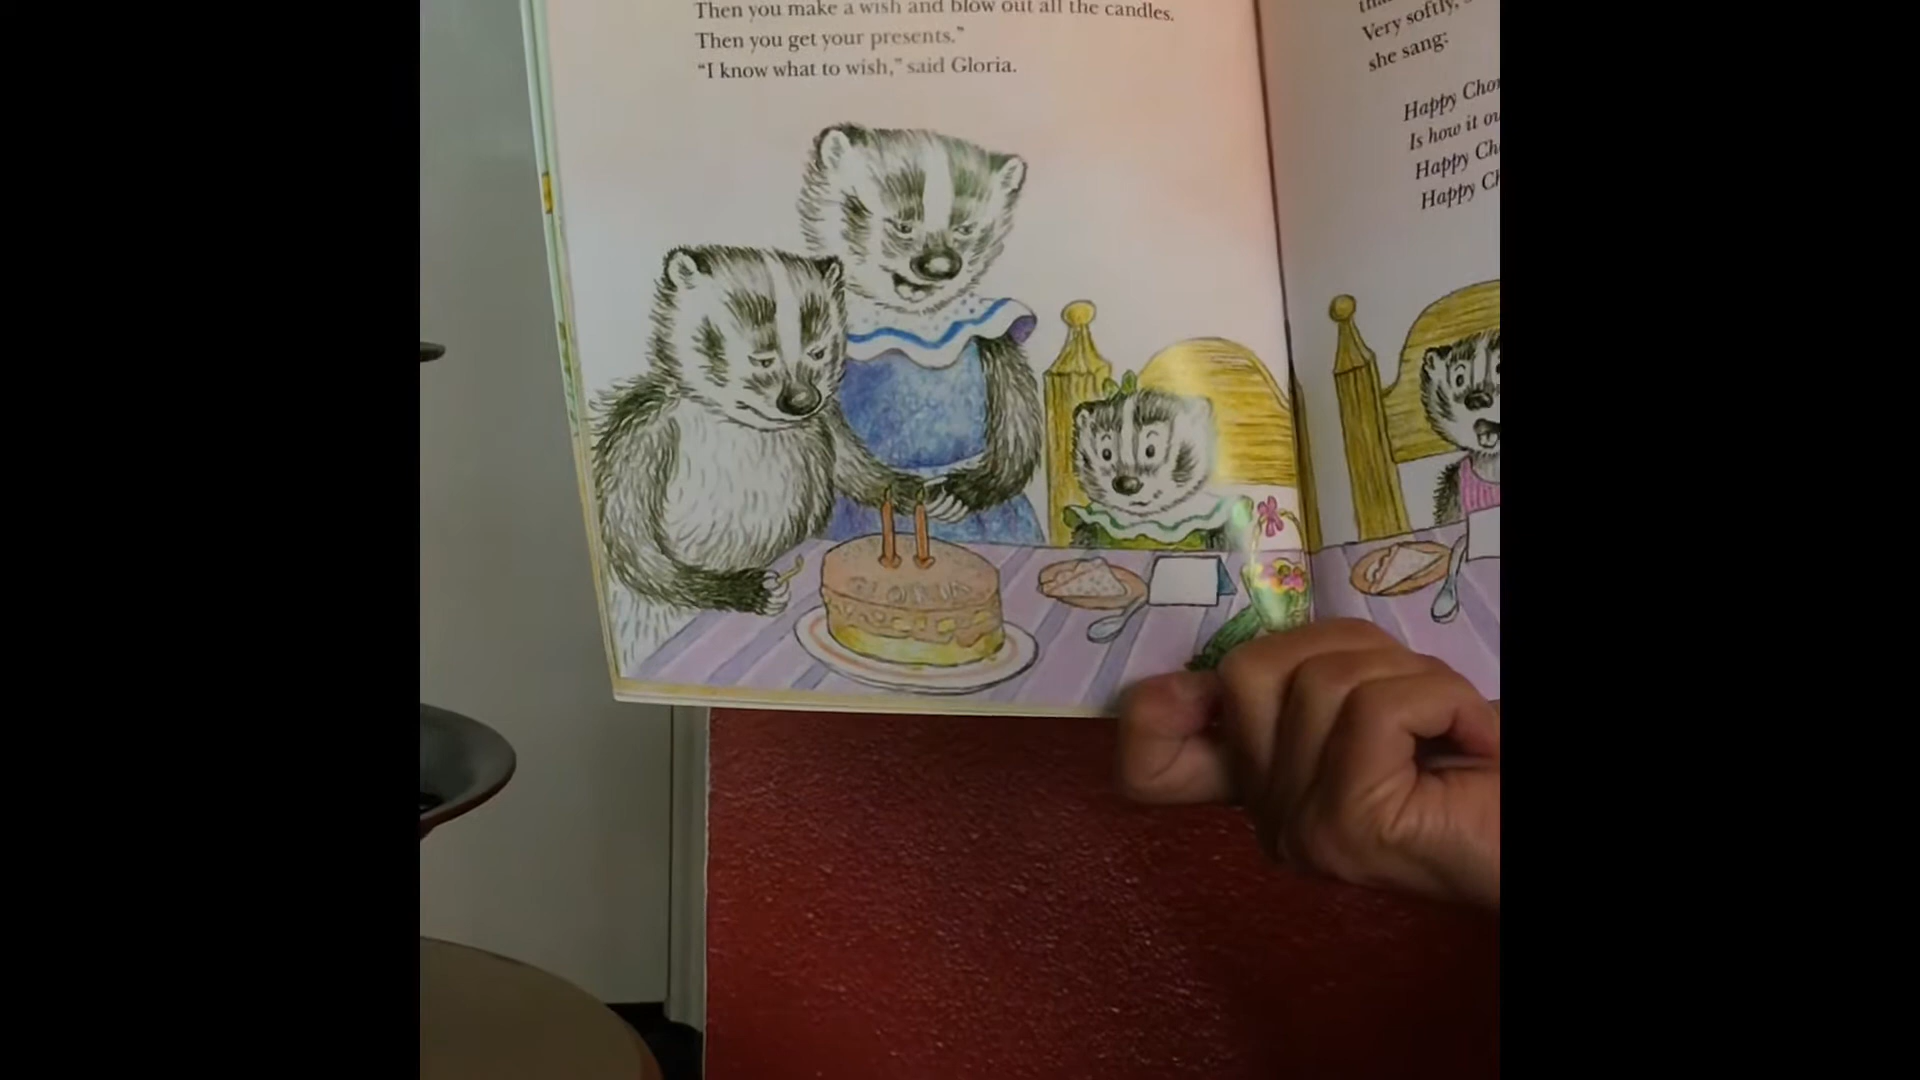 Then you make a wish and blow out all the candles.
Then you get your presents."
"I know what to wish," said Gloria.
GLORIA
Very softly,
she sang:
Happy
Is how it
Happy
Happy